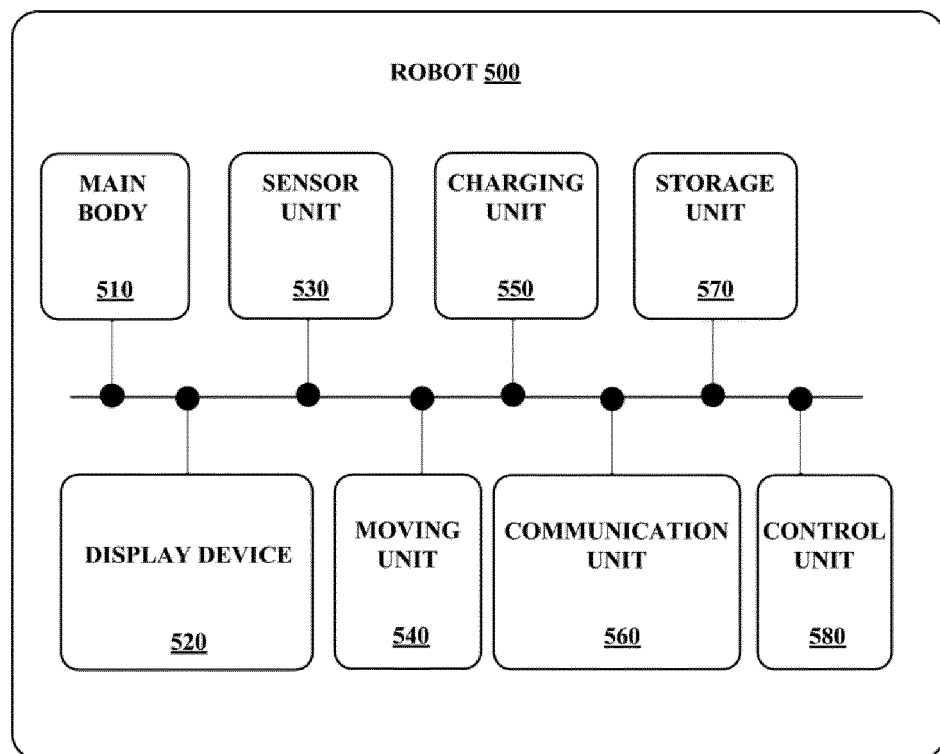 ROBOT 500
MAIN
BODY
510
SENSOR
UNIT
530
CHARGING
UNIT
550
STORAGE
UNIT
570
DISPLAY DEVICE
520
MOVING
UNIT
540
COMMUNICATION
UNIT
560
CONTROL
UNIT
580